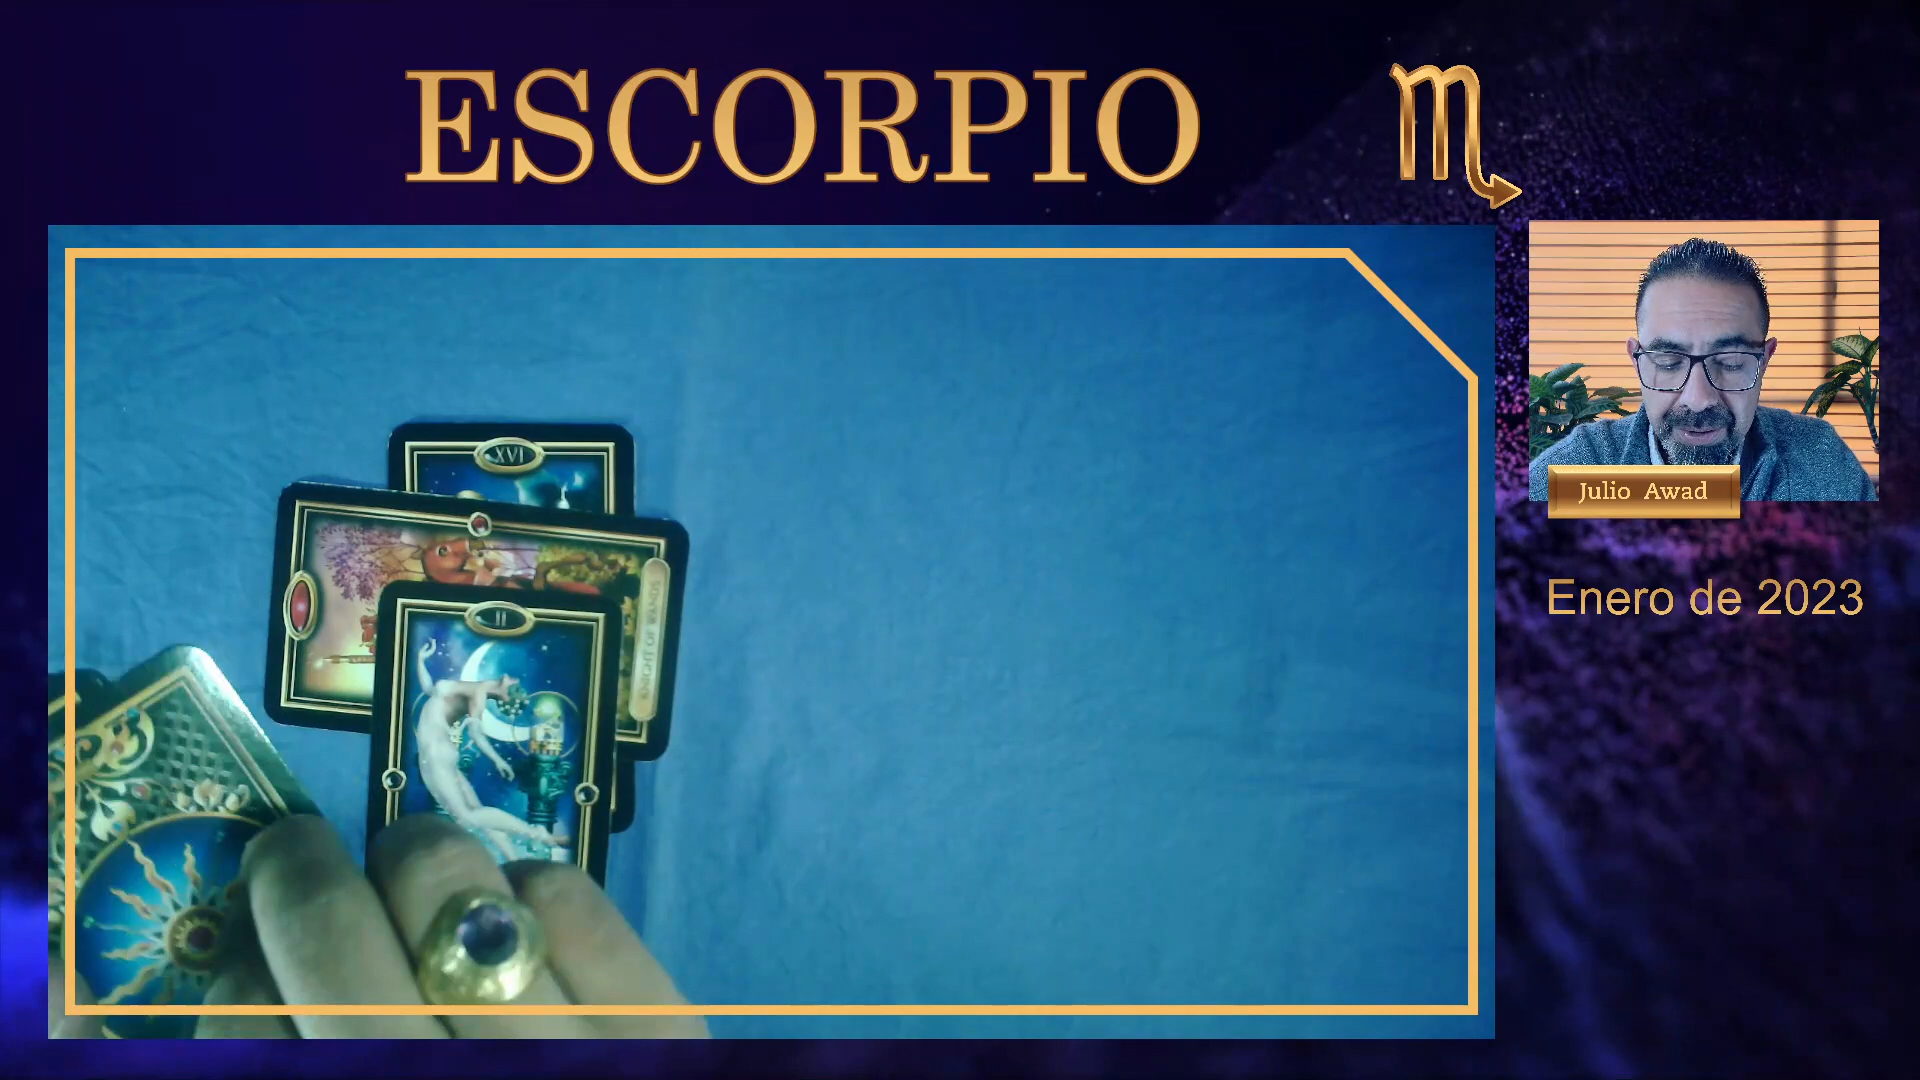 ESCORPIO
Julio Awad
Enero de 2023
XVI
KNIGHT OF WANDS
II